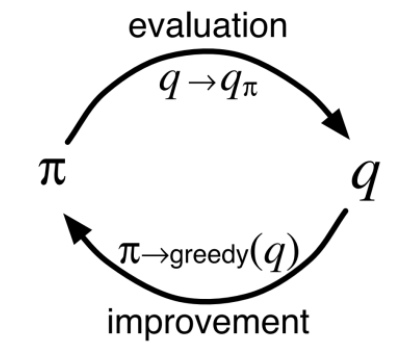 evaluation
q→qπ
π
q
π→greedy(q)
improvement